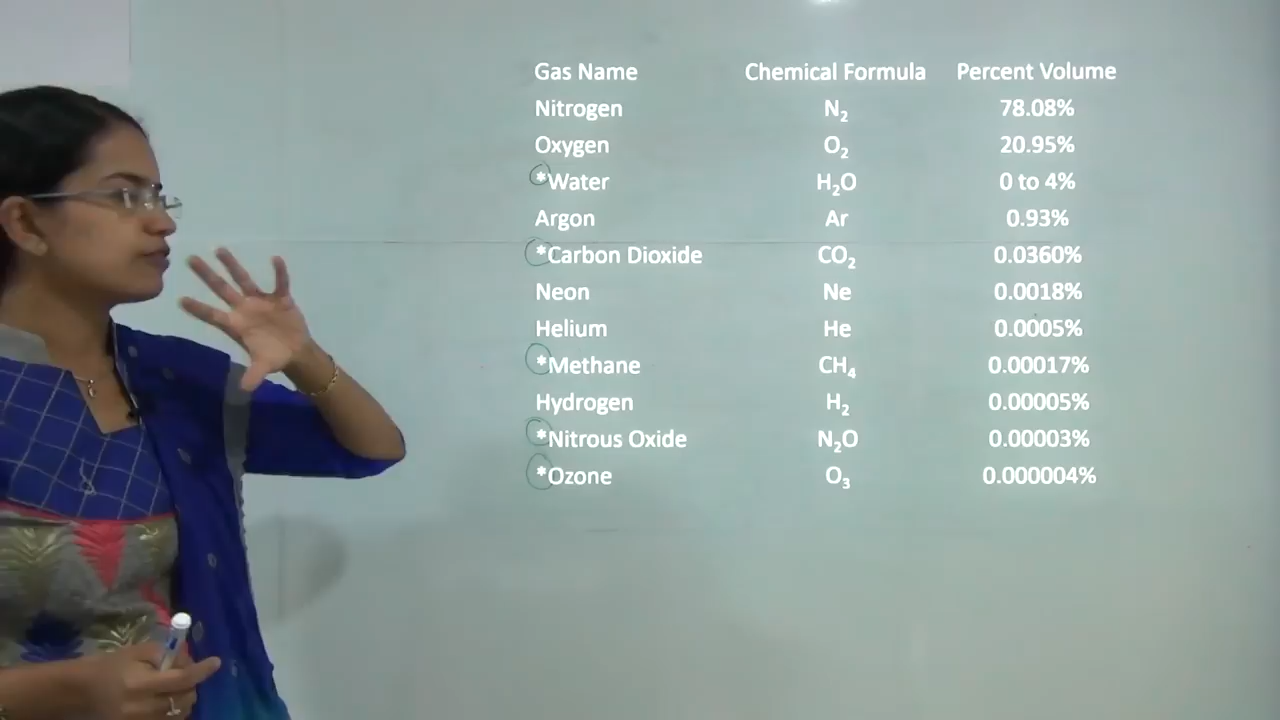 Gas Name Chemical Formula Percent Volume
Nitrogen N₂ 78.08%
Oxygen O₂ 20.95%
*Water H₂O 0 to 4%
Argon Ar 0.93%
*Carbon Dioxide CO₂ 0.0360%
Neon Ne 0.0018%
Helium He 0.0005%
*Methane CH₄ 0.00017%
Hydrogen H₂ 0.00005%
*Nitrous Oxide N₂O 0.00003%
*Ozone O₃ 0.000004%